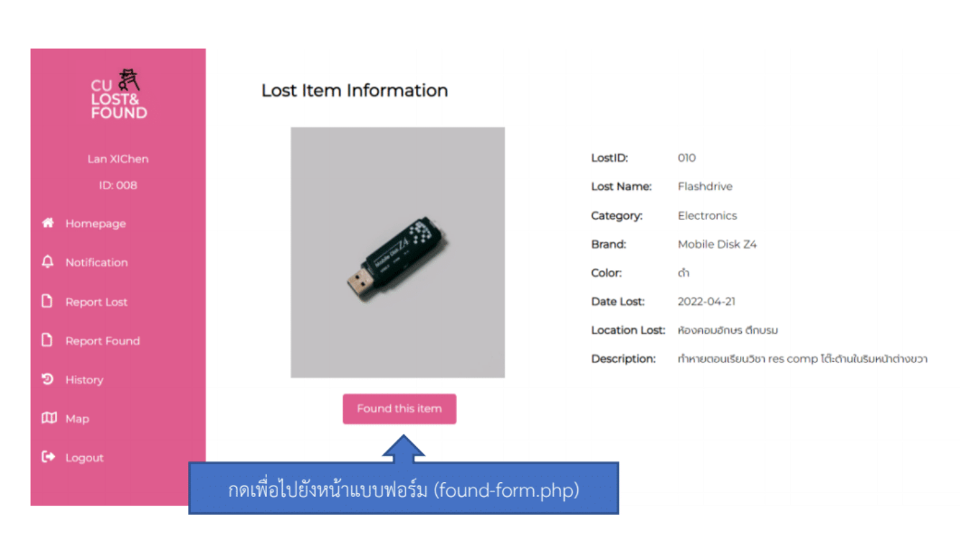 CU
LOST&
FOUND
Lan XIChen
ID: 008
Homepage
Notification
Report Lost
Report Found
History
Map
Logout
Lost Item Information
Mobile Disk Z4
Found this item
LostID: 010
Lost Name: Flashdrive
Category: Electronics
Brand: Mobile Disk Z4
Color: ดำ
Date Lost: 2022-04-21
Location Lost: ห้องคอมอักษร ตึกบรม
Description: ทำหายตอนเรียนวิชา res comp โต๊ะด้านในริมหน้าต่างขวา
กดเพื่อไปยังหน้าแบบฟอร์ม (found-form.php)